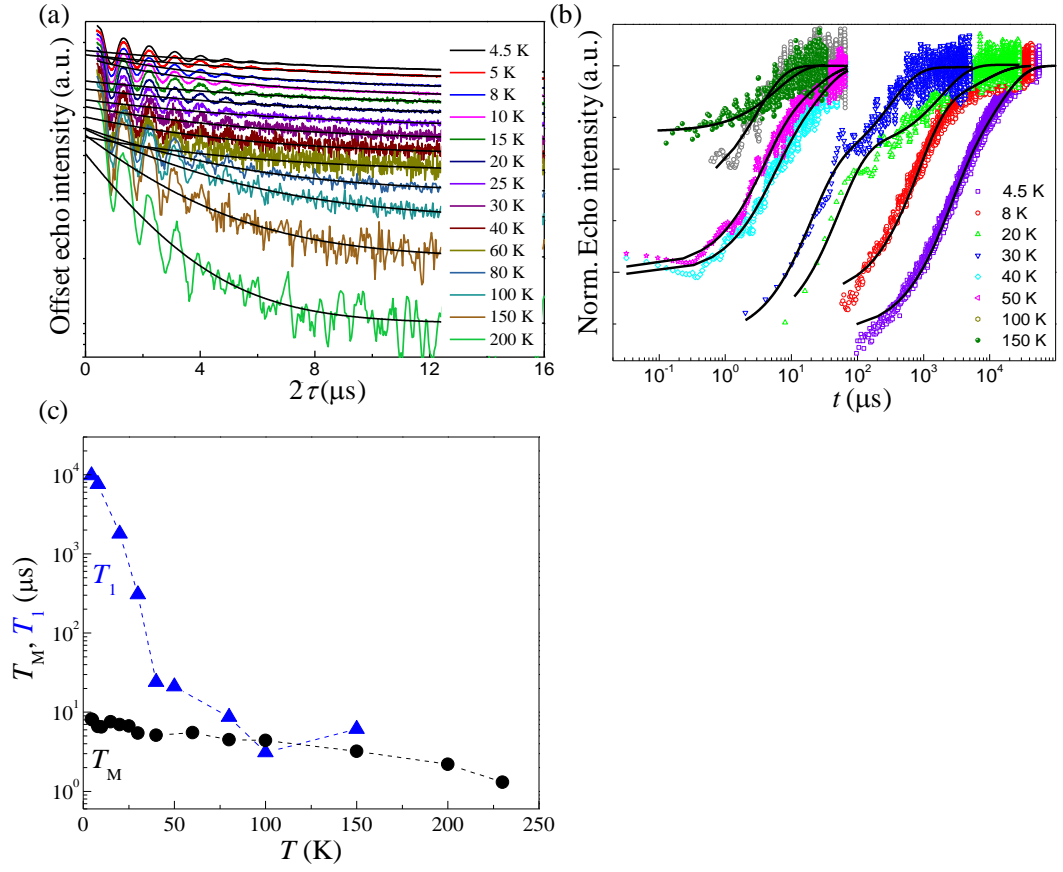 (a)
Offset echo intensity (a.u.)
4.5 K
5 K
8 K
10 K
15 K
20 K
25 K
30 K
40 K
60 K
80 K
100 K
150 K
200 K
0 4 8 12 16
2τ(μs)
(b)
Norm. Echo intensity(a.u.)
4.5 K
8 K
20 K
30 K
40 K
50 K
100 K
150 K
10⁻¹ 10⁰ 10¹ 10² 10³ 10⁴
t (μs)
(c)
T_M, T_1 (μs)
10⁴
10³
10²
10¹
10⁰
T_1
T_M
0 50 100 150 200 250
T (K)